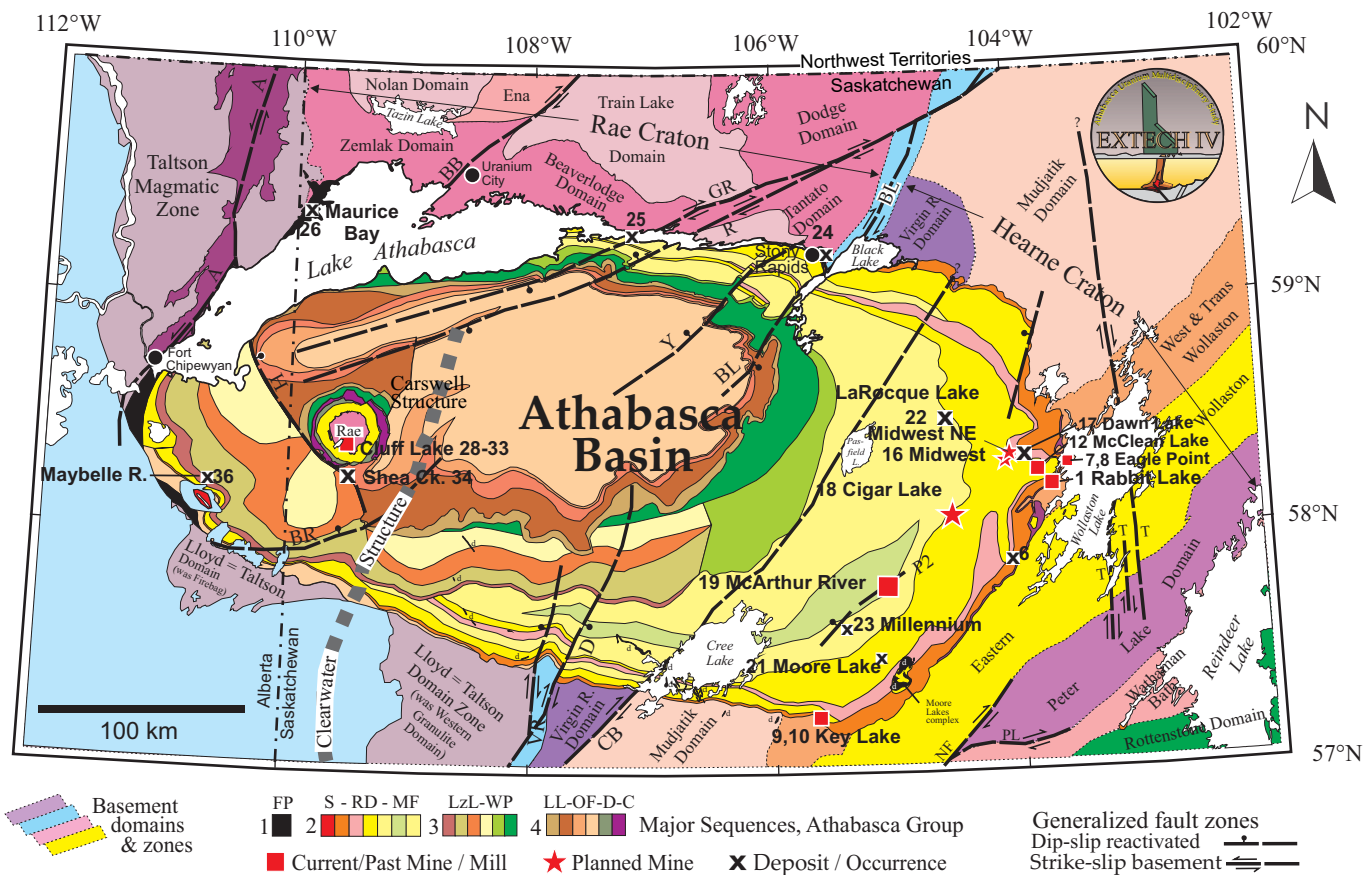 112°W
110°W
108°W
106°W
104°W
102°W
60°N
Northwest Territories
Saskatchewan
Nolan Domain
Tazin Lake
Ena
Train Lake
Domain
Rae Craton
Dodge
Domain
Zemlak Domain
Taltson
Magmatic
Zone
A
A
BB
Uranium
City
Beaverlodge
Domain
GR
R
Tantato
Domain
BL
Virgin R.
Domain
Mudjatik
Domain
?
EXTECH IV
N
Hearne Craton
26
Maurice
Bay
Lake Athabasca
25
24
Stony
Rapids
Black
Lake
59°N
West & Trans
Wollaston
Wollaston
Fort
Chipewyan
H
Y
BL
Carswell
Structure
Rae
Cluff Lake 28-33
Athabasca
Basin
LaRocque Lake
22
Pas-
field
L.
Midwest NE
16 Midwest
17 Dawn Lake
12 McClean Lake
7,8 Eagle Point
1 Rabbit Lake
Maybelle R.
36
Shea Ck. 34
18 Cigar Lake
Wollaston
Lake
58°N
BR
Structure
Clearwater
Lloyd = Taltson
Domain
(was Firebag)
d
6
T
T
T
19 McArthur River
P2
23 Millennium
Domain
Lake
Peter
Reindeer
Lake
Cree
Lake
21 Moore Lake
Eastern
Alberta
Saskatchewan
Lloyd = Taltson
Domain Zone
(was Western
Granulite
Domain)
D
d
d
d
d
d
d
VR
Virgin R.
Domain
CB
Mudjatik
Domain
Moore
Lakes
complex
9,10 Key Lake
Wathaman
Bath.
Rottenstone Domain
NF
PL
100 km
57°N
Basement
domains
& zones
FP
S - RD - MF
LzL-WP
LL-OF-D-C
1
2
3
4
Major Sequences, Athabasca Group
Current/Past Mine / Mill
Planned Mine
x Deposit / Occurrence
Generalized fault zones
Dip-slip reactivated
Strike-slip basement